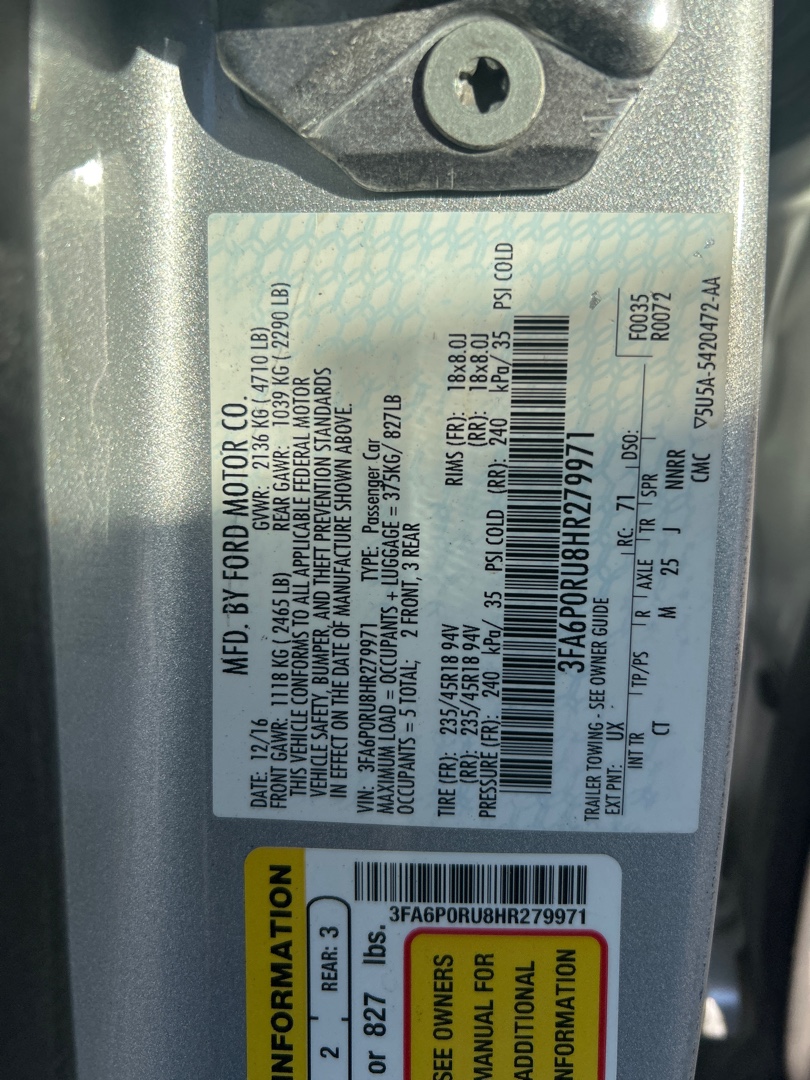 MFD. BY FORD MOTOR CO.
DATE: 12/16 GVWR: 2136 KG ( 4710 LB)
FRONT GAWR: 1118 KG ( 2465 LB) REAR GAWR: 1039 KG ( 2290 LB)
THIS VEHICLE CONFORMS TO ALL APPLICABLE FEDERAL MOTOR
VEHICLE SAFETY, BUMPER, AND THEFT PREVENTION STANDARDS
IN EFFECT ON THE DATE OF MANUFACTURE SHOWN ABOVE.
VIN: 3FA6P0RU8HR279971 TYPE: Passenger Car
MAXIMUM LOAD = OCCUPANTS + LUGGAGE = 375KG/ 827LB
OCCUPANTS = 5 TOTAL; 2 FRONT, 3 REAR
TIRE (FR): 235/45R18 94V RIMS (FR): 18x8.0J
(RR): 235/45R18 94V (RR): 18x8.0J
PRESSURE (FR): 240 kPa/ 35 PSI COLD (RR): 240 kPa/ 35 PSI COLD
3FA6P0RU8HR279971
TRAILER TOWING - SEE OWNER GUIDE
EXT PNT: UX RC: 71 DSO: F0035
R0072
INT TR TP/PS R AXLE TR SPR
CT M 25 J NNRR
CMC ▽5U5A-5420472-AA
INFORMATION
2 REAR: 3
3FA6P0RU8HR279971
or 827 lbs.
SEE OWNERS
MANUAL FOR
ADDITIONAL
INFORMATION